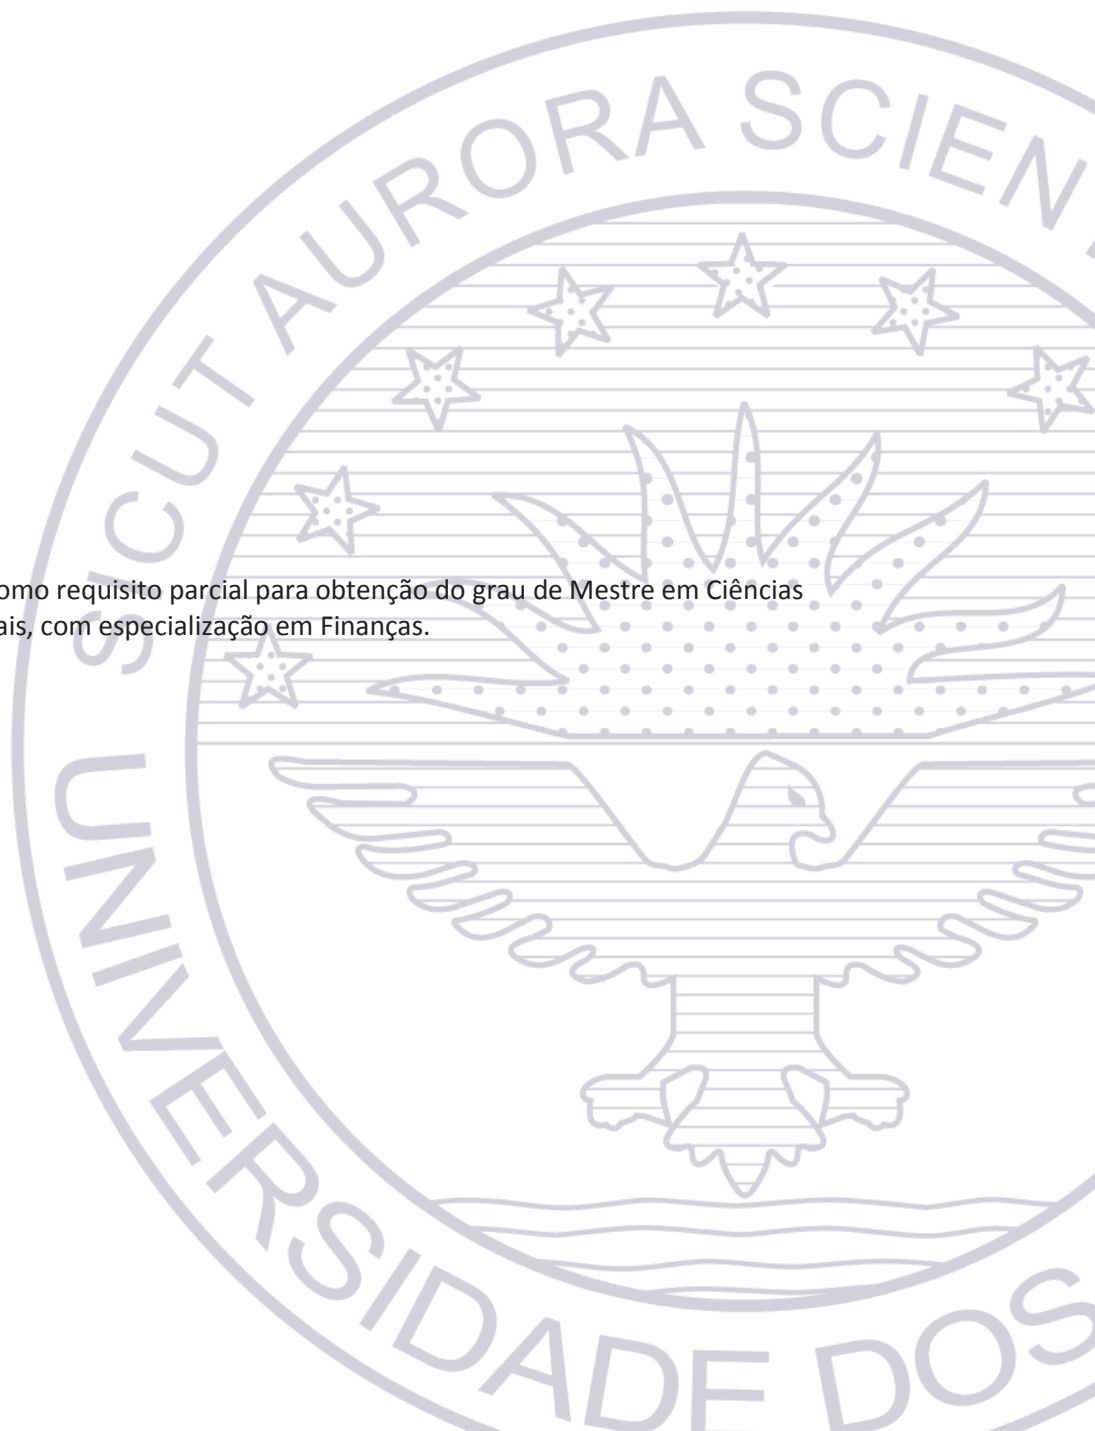 SICUT AURORA SCIEN
omo requisito parcial para obtenção do grau de Mestre em Ciências
ais, com especialização em Finanças.
UNIVERSIDADE DOS